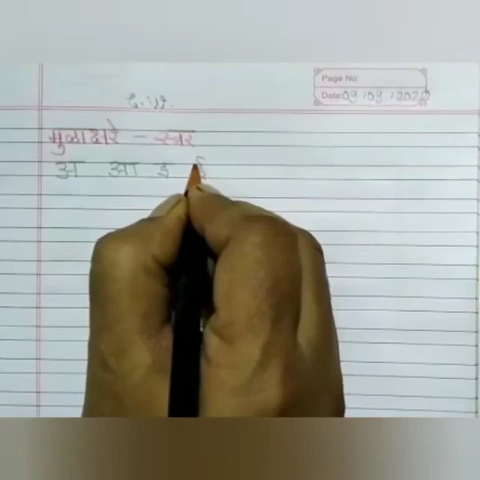 Page No:
Date: 09/09/2020
मुळाक्षरे - स्वर
अ आ इ ई